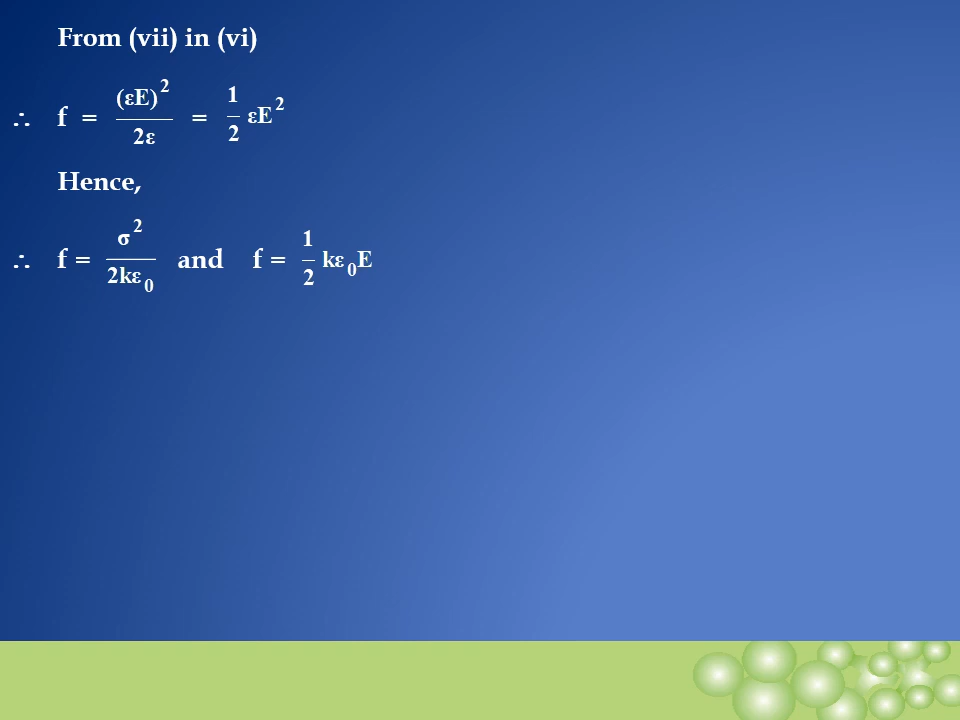 From (vii) in (vi)
∴ f = (εE)² / 2ε = 1/2 εE²
Hence,
∴ f = σ² / 2kε₀ and f = 1/2 kε₀E